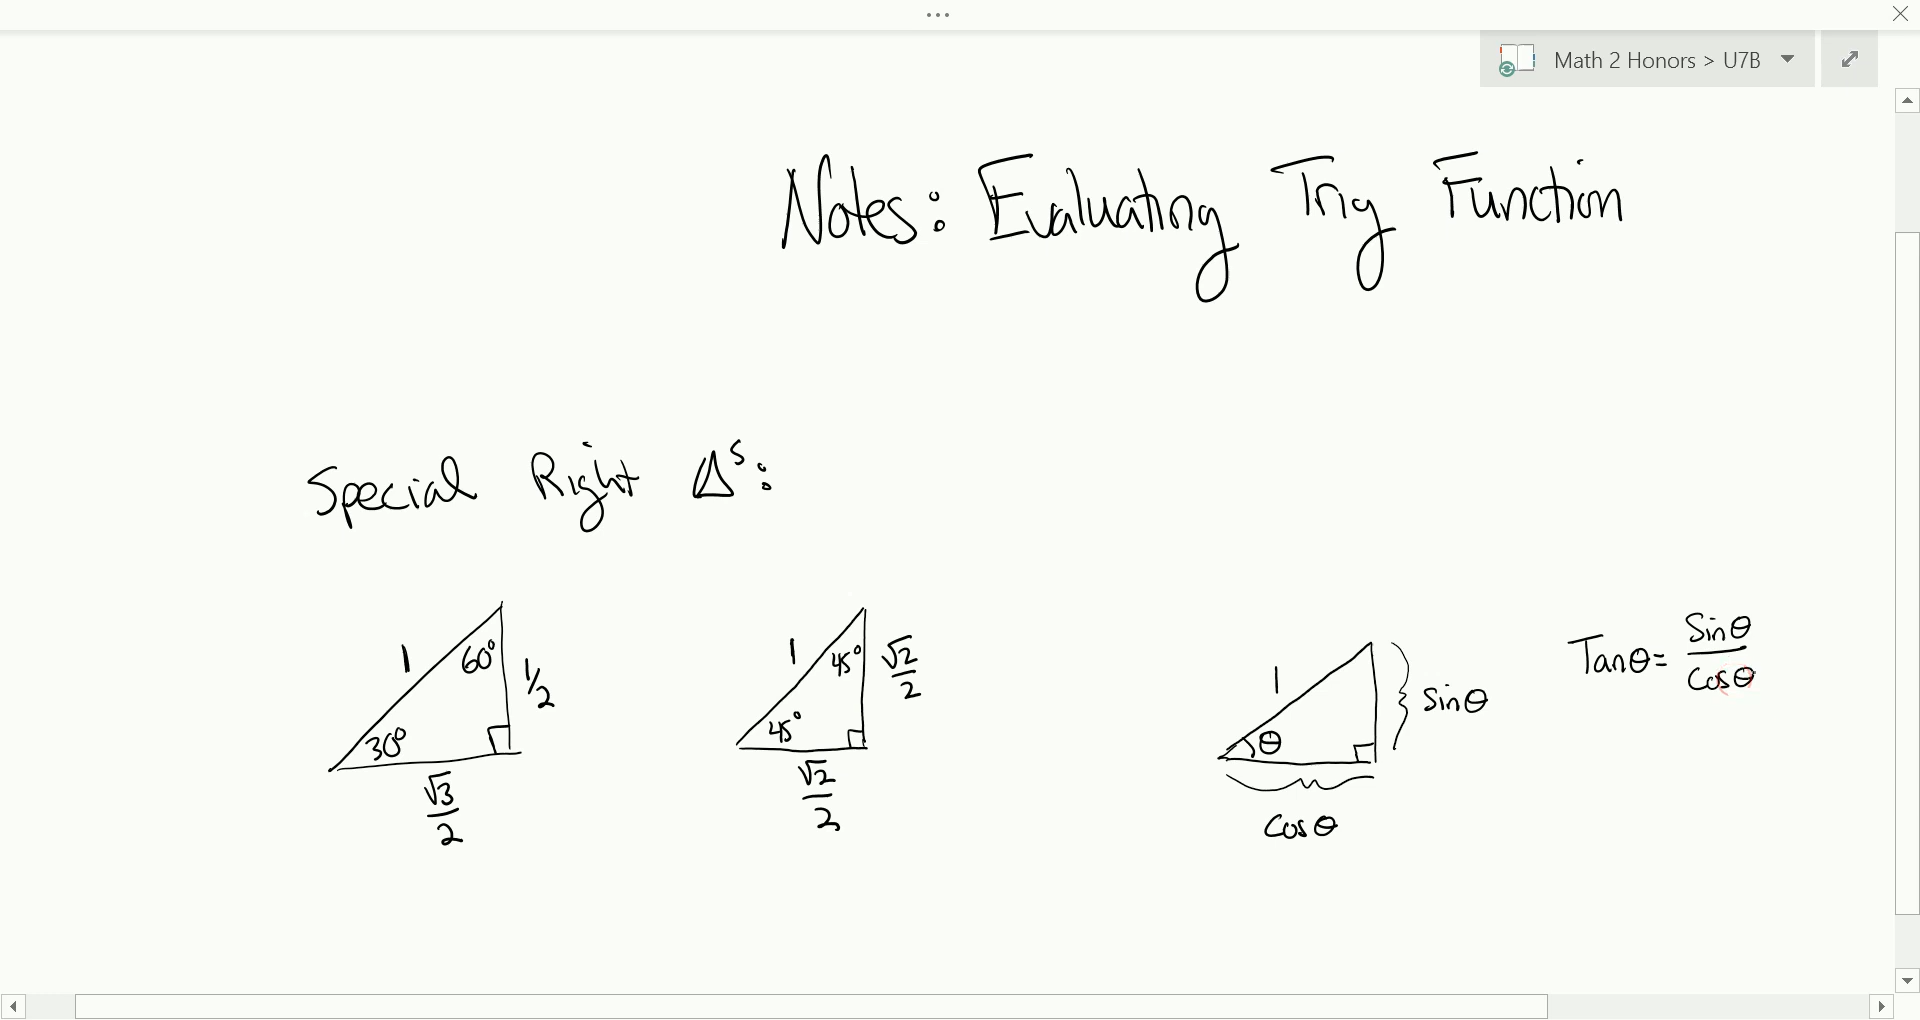 Math 2 Honors > U7B
Notes: Evaluating Trig Function
Special Right Δs:
1
60°
1/2
30°
√3/2
1
45°
√2/2
45°
√2/2
1
θ
Sinθ
Cosθ
Tanθ = Sinθ/Cosθ